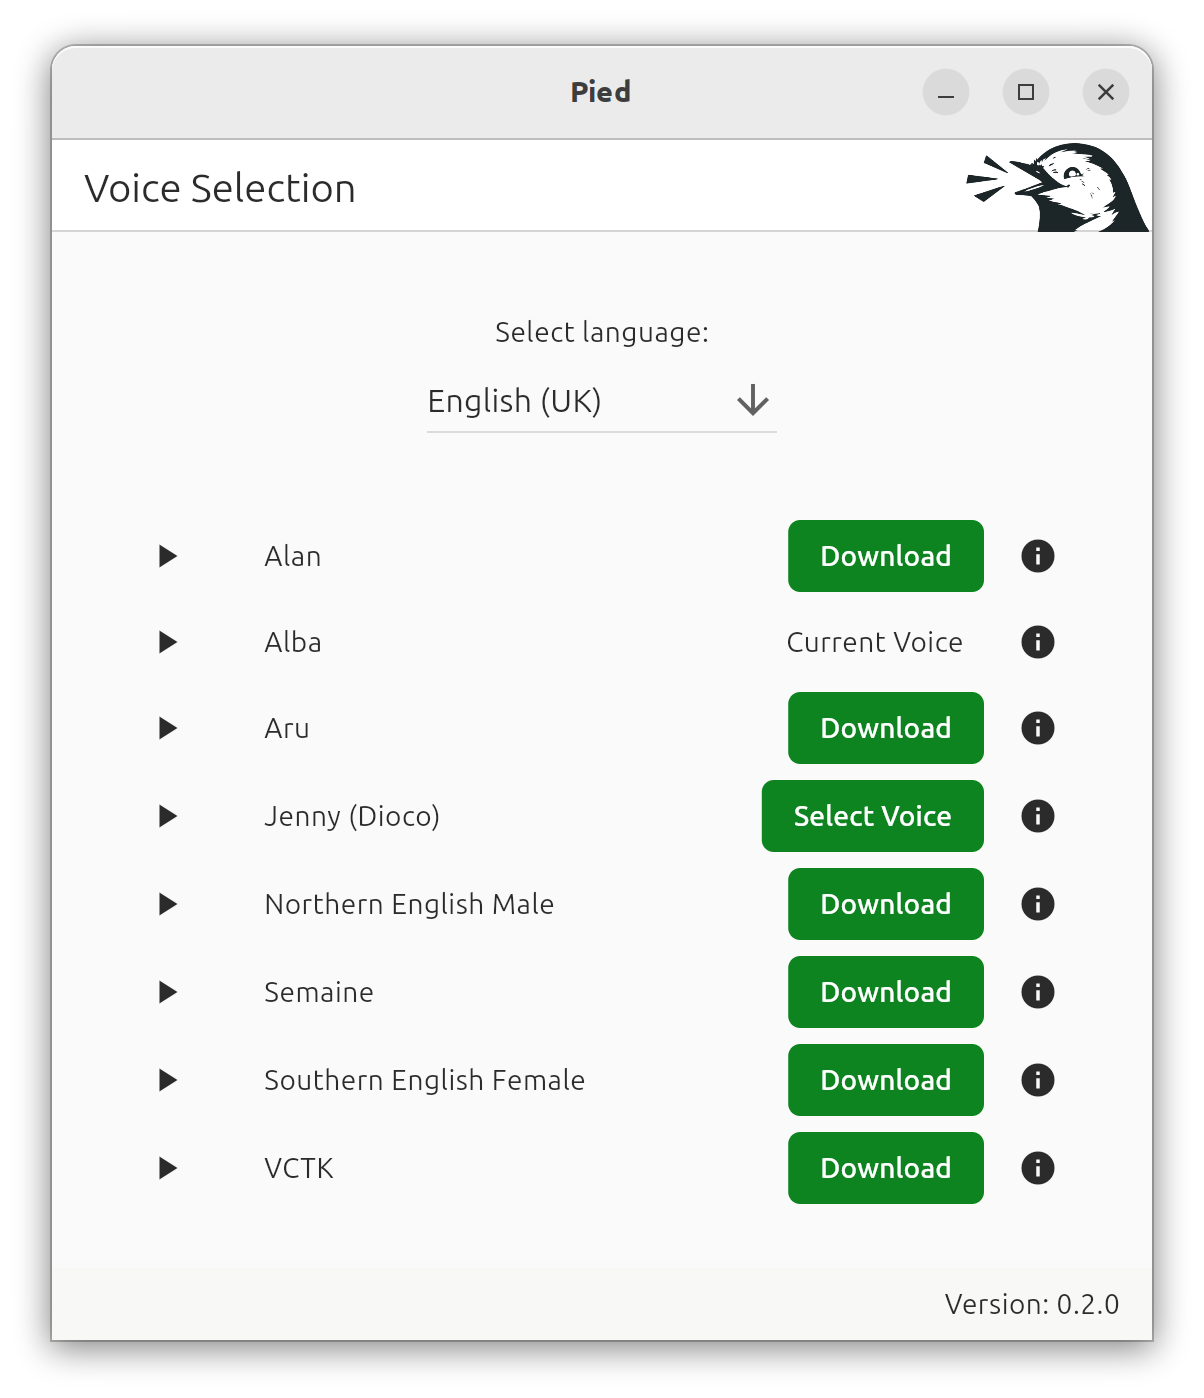 Pied
Voice Selection
Select language:
English (UK)
Alan Download
Alba Current Voice
Aru Download
Jenny (Dioco) Select Voice
Northern English Male Download
Semaine Download
Southern English Female Download
VCTK Download
Version: 0.2.0